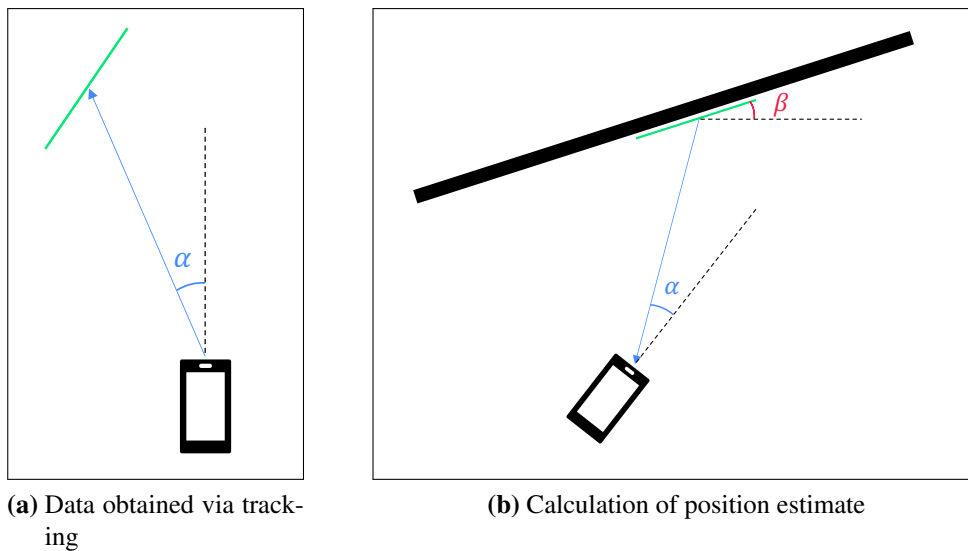 α
β
α
(a) Data obtained via track-
ing
(b) Calculation of position estimate